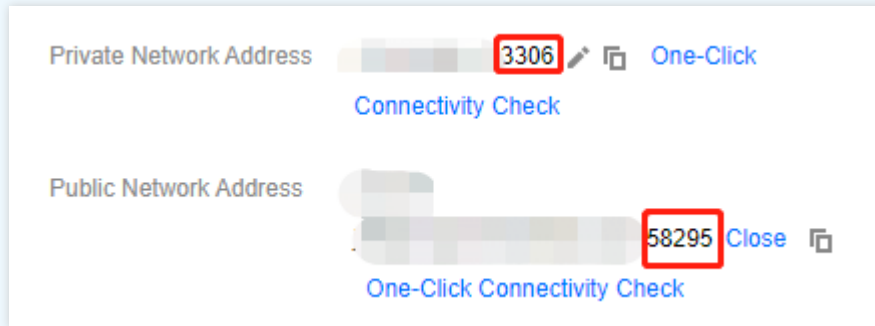 Private Network Address 3306 One-Click
Connectivity Check
Public Network Address
58295 Close
One-Click Connectivity Check